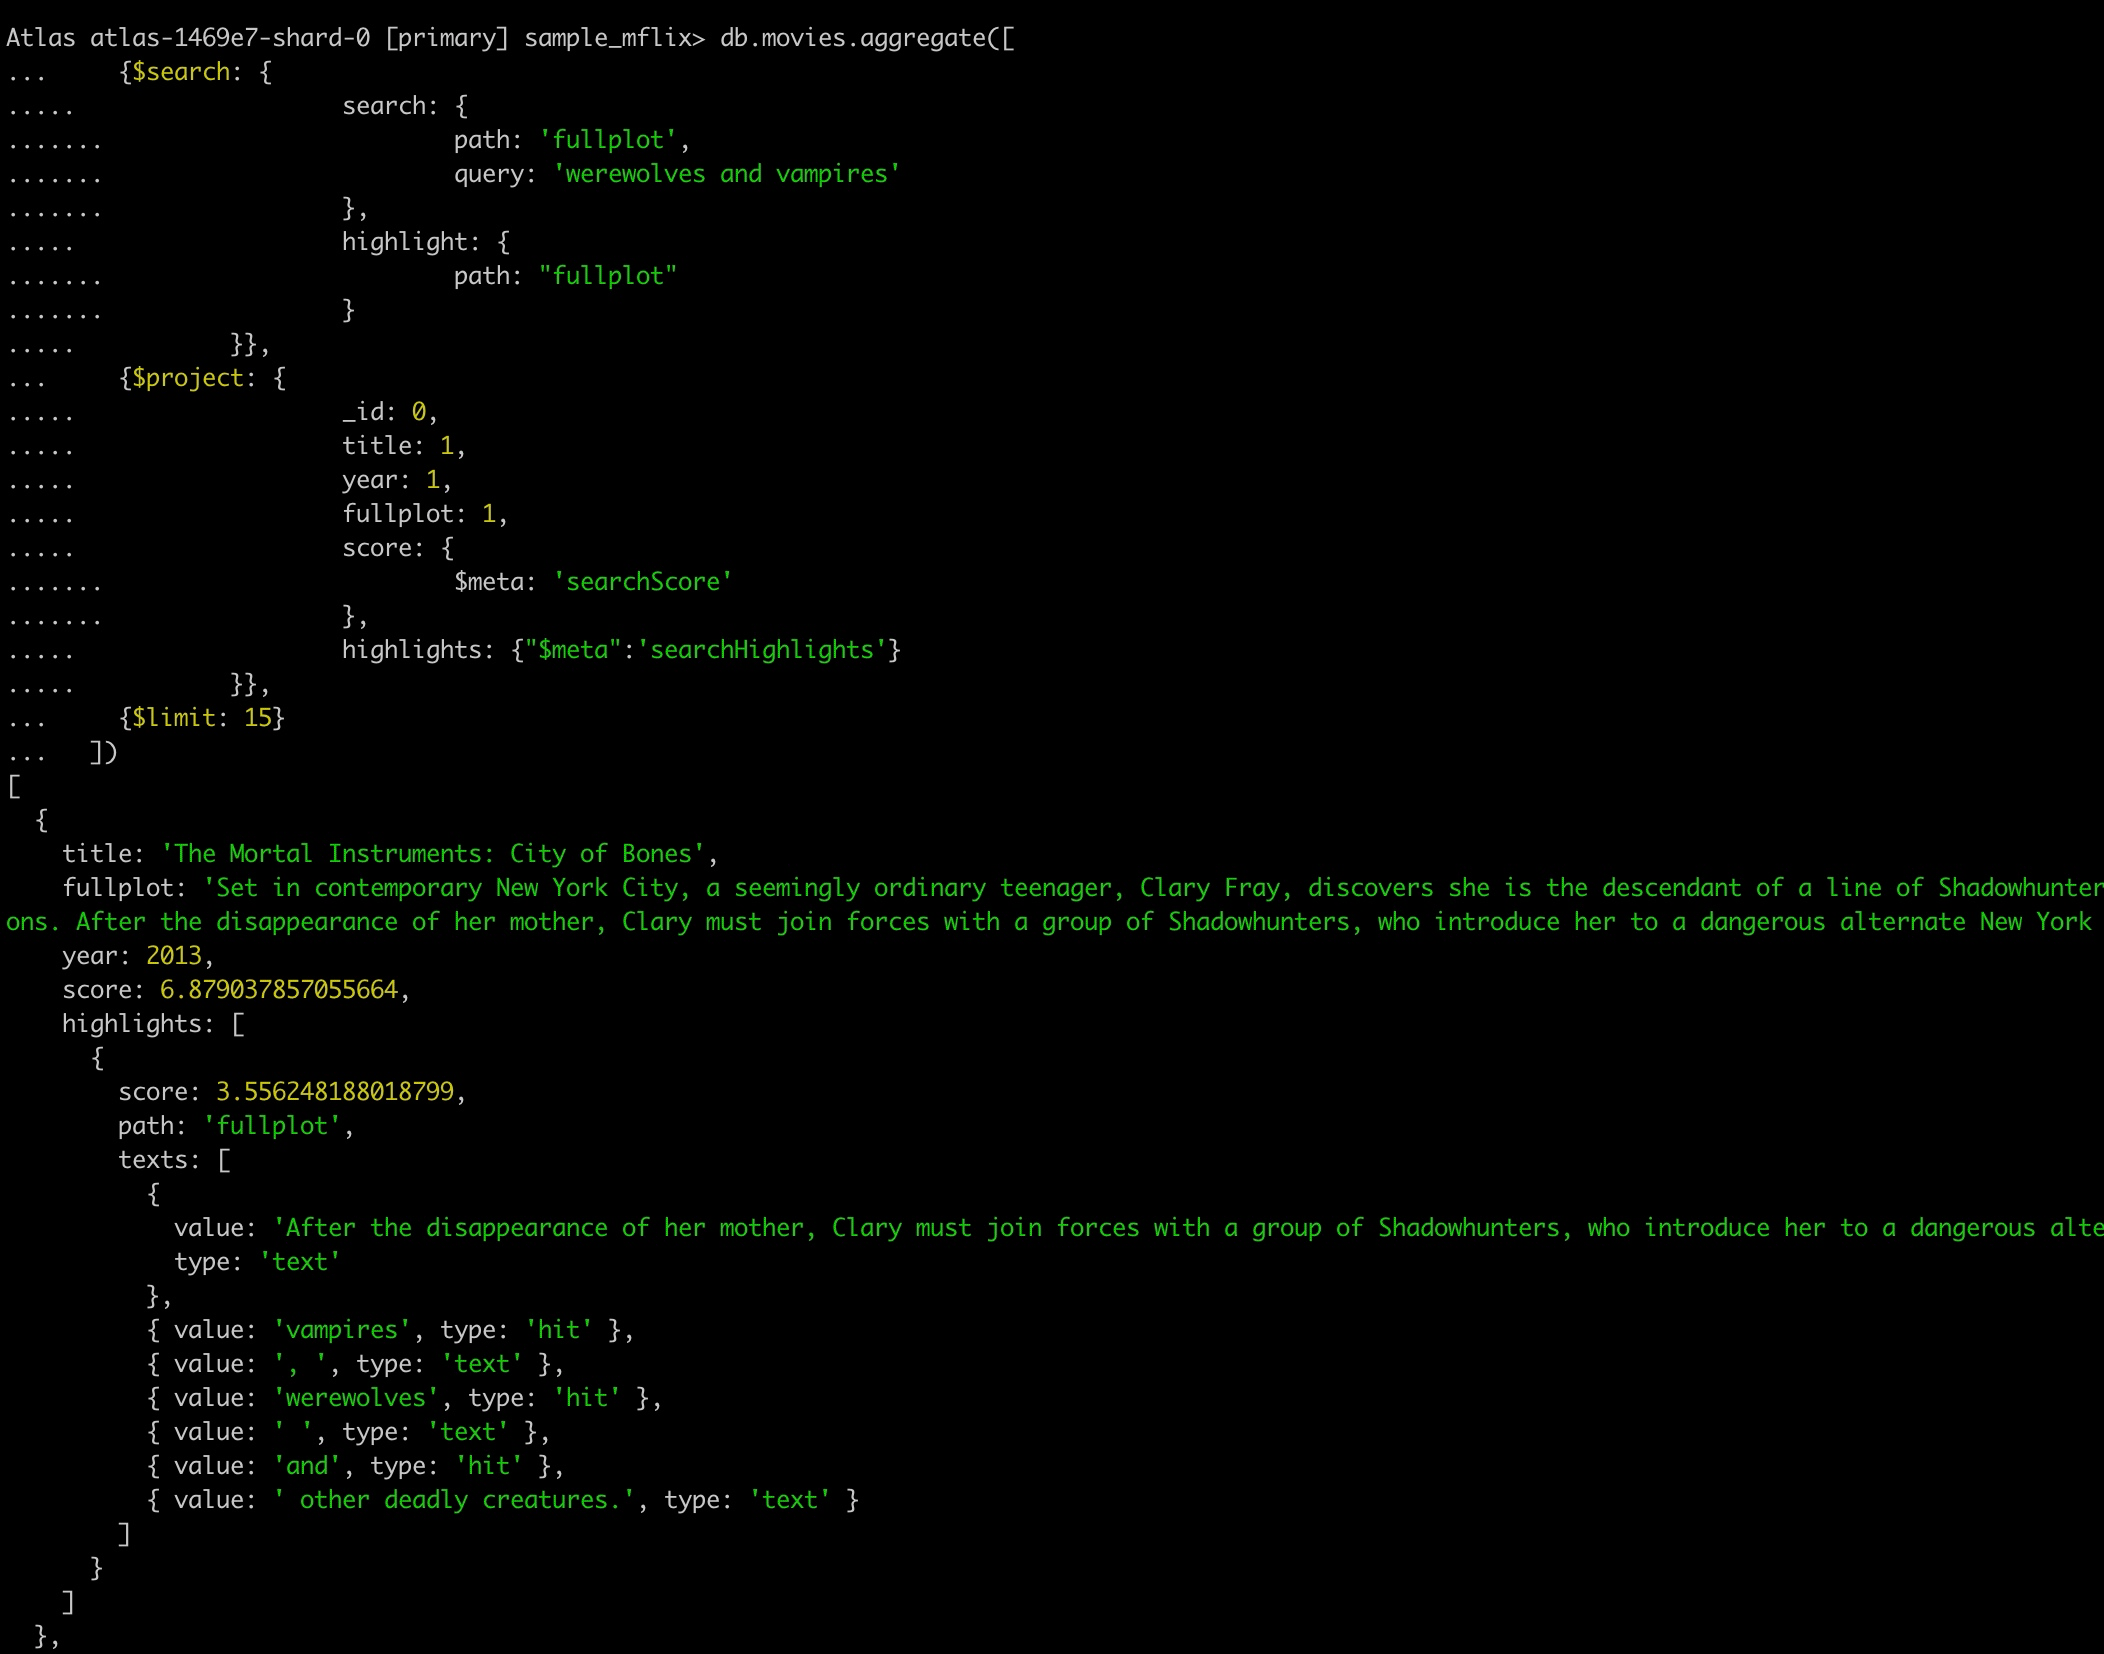 Atlas atlas-1469e7-shard-0 [primary] sample_mflix> db.movies.aggregate([
...     {$search: {
.....                   search: {
.......                         path: 'fullplot',
.......                         query: 'werewolves and vampires'
.......                 },
.....                   highlight: {
.......                         path: "fullplot"
.......                 }
.....           }},
...     {$project: {
.....                   _id: 0,
.....                   title: 1,
.....                   year: 1,
.....                   fullplot: 1,
.....                   score: {
.......                         $meta: 'searchScore'
.......                 },
.....                   highlights: {"$meta":'searchHighlights'}
.....           }},
...     {$limit: 15}
...   ])
[
  {
    title: 'The Mortal Instruments: City of Bones',
    fullplot: 'Set in contemporary New York City, a seemingly ordinary teenager, Clary Fray, discovers she is the descendant of a line of Shadowhunter
ons. After the disappearance of her mother, Clary must join forces with a group of Shadowhunters, who introduce her to a dangerous alternate New York
    year: 2013,
    score: 6.879037857055664,
    highlights: [
      {
        score: 3.556248188018799,
        path: 'fullplot',
        texts: [
          {
            value: 'After the disappearance of her mother, Clary must join forces with a group of Shadowhunters, who introduce her to a dangerous alte
            type: 'text'
          },
          { value: 'vampires', type: 'hit' },
          { value: ', ', type: 'text' },
          { value: 'werewolves', type: 'hit' },
          { value: ' ', type: 'text' },
          { value: 'and', type: 'hit' },
          { value: ' other deadly creatures.', type: 'text' }
        ]
      }
    ]
  },